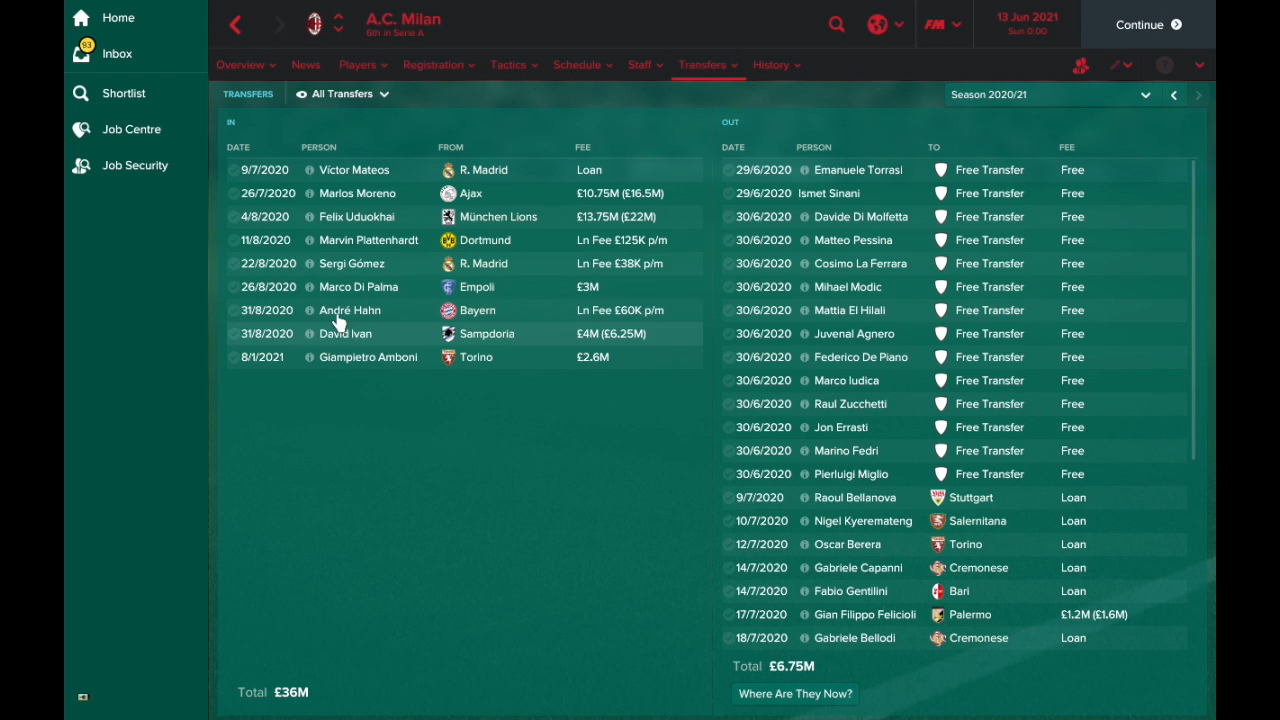 Home
Inbox
93
Shortlist
Job Centre
Job Security
A.C. Milan
6th in Serie A
FM
13 Jun 2021
Sun 0:00
Continue
Overview
News
Players
Registration
Tactics
Schedule
Staff
Transfers
History
TRANSFERS
All Transfers
Season 2020/21
IN
DATE PERSON FROM FEE
9/7/2020 Víctor Mateos R. Madrid Loan
26/7/2020 Marlos Moreno Ajax £10.75M (£16.5M)
4/8/2020 Felix Uduokhai München Lions £13.75M (£22M)
11/8/2020 Marvin Plattenhardt Dortmund Ln Fee £125K p/m
22/8/2020 Sergi Gómez R. Madrid Ln Fee £38K p/m
26/8/2020 Marco Di Palma Empoli £3M
31/8/2020 André Hahn Bayern Ln Fee £60K p/m
31/8/2020 David Ivan Sampdoria £4M (£6.25M)
8/1/2021 Giampietro Amboni Torino £2.6M
Total £36M
OUT
DATE PERSON TO FEE
29/6/2020 Emanuele Torrasi Free Transfer Free
29/6/2020 Ismet Sinani Free Transfer Free
30/6/2020 Davide Di Molfetta Free Transfer Free
30/6/2020 Matteo Pessina Free Transfer Free
30/6/2020 Cosimo La Ferrara Free Transfer Free
30/6/2020 Mihael Modic Free Transfer Free
30/6/2020 Mattia El Hilali Free Transfer Free
30/6/2020 Juvenal Agnero Free Transfer Free
30/6/2020 Federico De Piano Free Transfer Free
30/6/2020 Marco Iudica Free Transfer Free
30/6/2020 Raul Zucchetti Free Transfer Free
30/6/2020 Jon Errasti Free Transfer Free
30/6/2020 Marino Fedri Free Transfer Free
30/6/2020 Pierluigi Miglio Free Transfer Free
9/7/2020 Raoul Bellanova Stuttgart Loan
10/7/2020 Nigel Kyeremateng Salernitana Loan
12/7/2020 Oscar Berera Torino Loan
14/7/2020 Gabriele Capanni Cremonese Loan
14/7/2020 Fabio Gentilini Bari Loan
17/7/2020 Gian Filippo Felicioli Palermo £1.2M (£1.6M)
18/7/2020 Gabriele Bellodi Cremonese Loan
Total £6.75M
Where Are They Now?